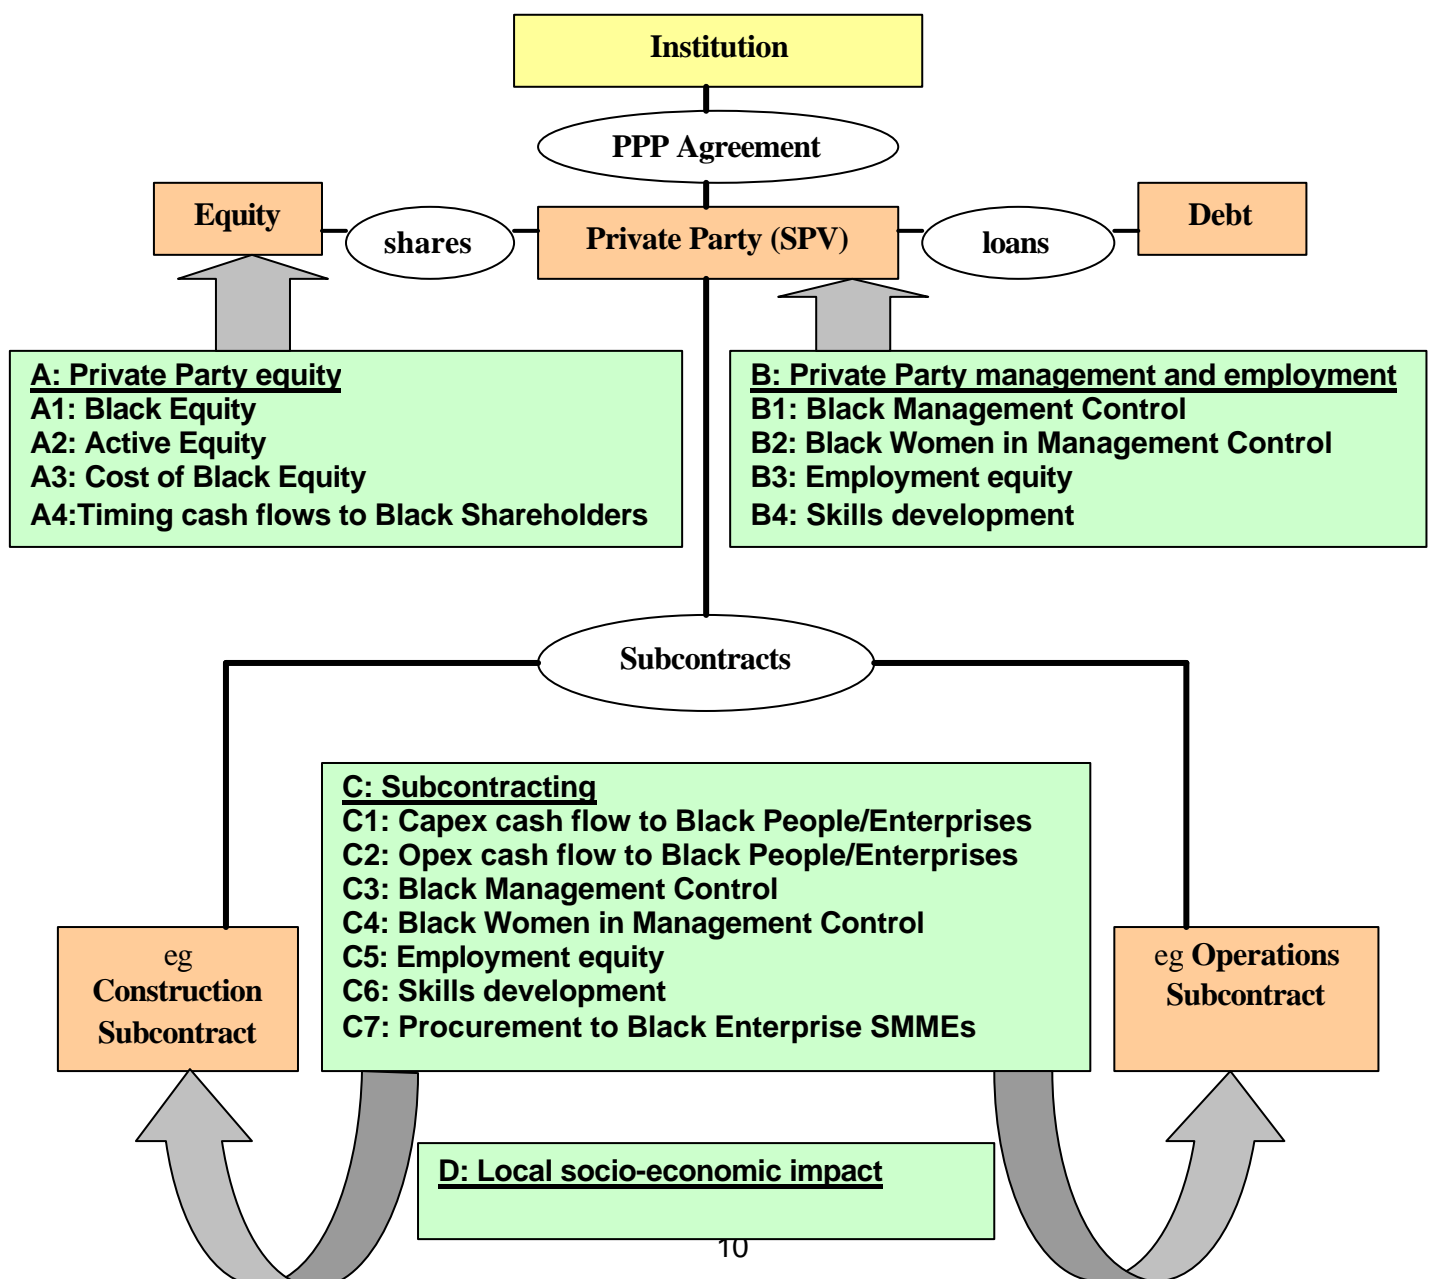 Institution
PPP Agreement
Equity
shares
Private Party (SPV)
loans
Debt
A: Private Party equity
A1: Black Equity
A2: Active Equity
A3: Cost of Black Equity
A4:Timing cash flows to Black Shareholders
B: Private Party management and employment
B1: Black Management Control
B2: Black Women in Management Control
B3: Employment equity
B4: Skills development
Subcontracts
C: Subcontracting
C1: Capex cash flow to Black People/Enterprises
C2: Opex cash flow to Black People/Enterprises
C3: Black Management Control
C4: Black Women in Management Control
C5: Employment equity
C6: Skills development
C7: Procurement to Black Enterprise SMMEs
eg
Construction
Subcontract
eg Operations
Subcontract
D: Local socio-economic impact
10